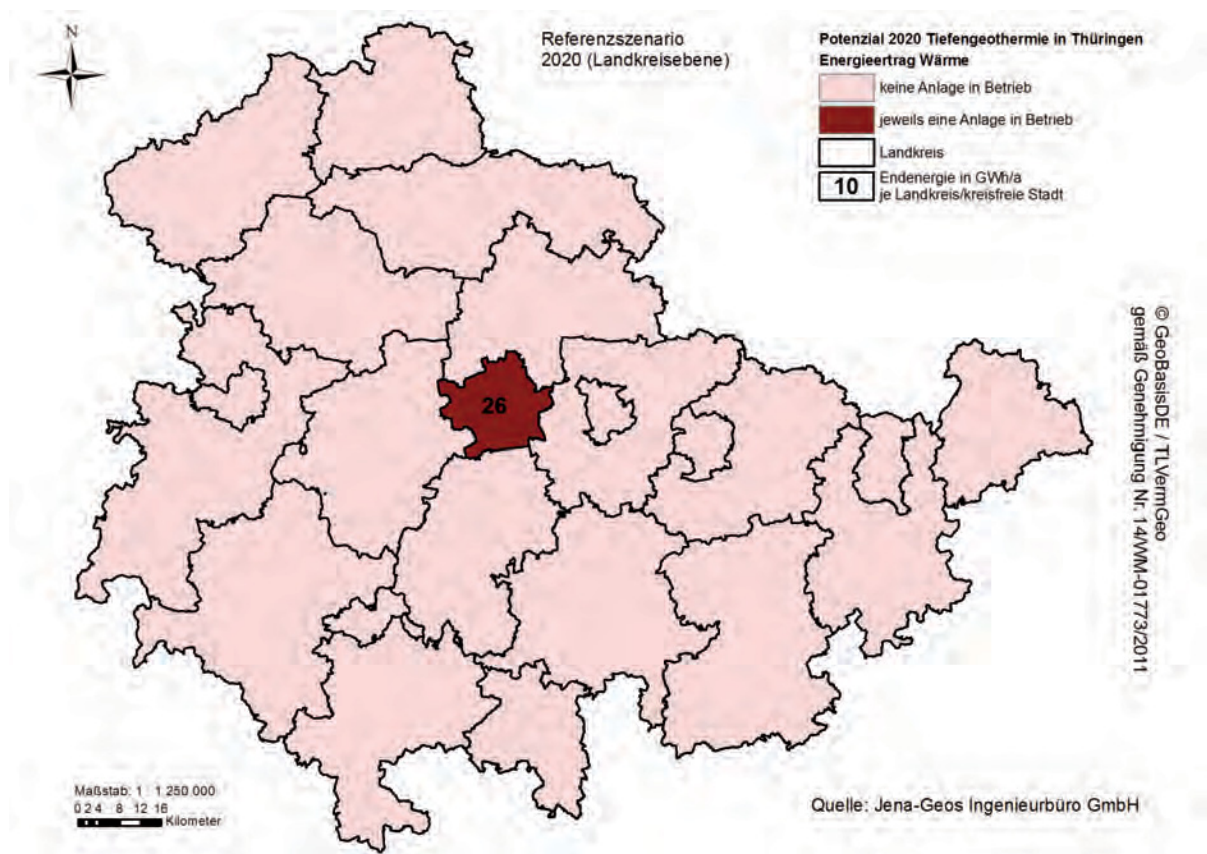 N
Referenzszenario
2020 (Landkreisebene)
Potenzial 2020 Tiefengeothermie in Thüringen
Energieertrag Wärme
keine Anlage in Betrieb
jeweils eine Anlage in Betrieb
Landkreis
10 Endenergie in GWh/a
je Landkreis/kreisfreie Stadt
26
© GeoBasisDE / TLVermGeo
gemäß Genehmigung Nr. 14/WM-01773/2011
Maßstab: 1 : 1.250.000
0 2 4 8 12 16
Kilometer
Quelle: Jena-Geos Ingenieurbüro GmbH